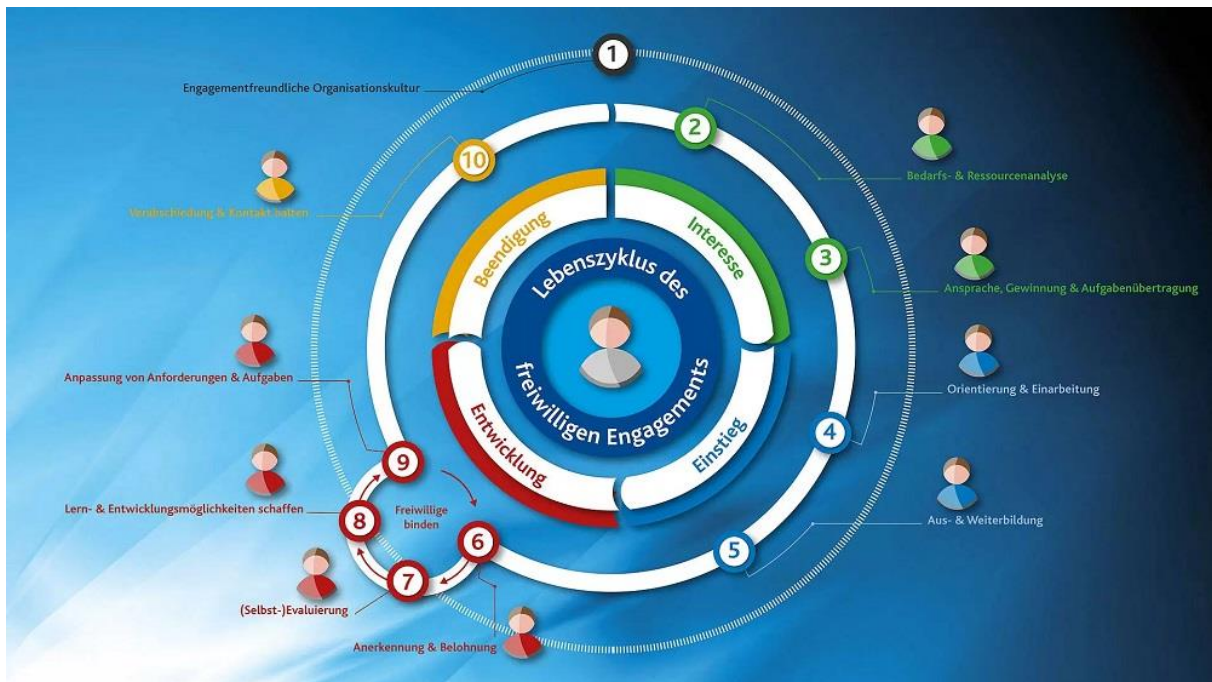 1
Engagementfreundliche Organisationskultur
2
10
Bedarfs- & Ressourcenanalyse
Verabschiedung & Kontakt halten
Beendigung
Interesse
3
Lebenszyklus des
freiwilligen Engagements
Ansprache, Gewinnung & Aufgabenübertragung
Anpassung von Anforderungen & Aufgaben
Orientierung & Einarbeitung
Entwicklung
Einstieg
4
9
Lern- & Entwicklungsmöglichkeiten schaffen
Freiwillige
binden
8
Aus- & Weiterbildung
6
5
7
(Selbst-)Evaluierung
Anerkennung & Belohnung